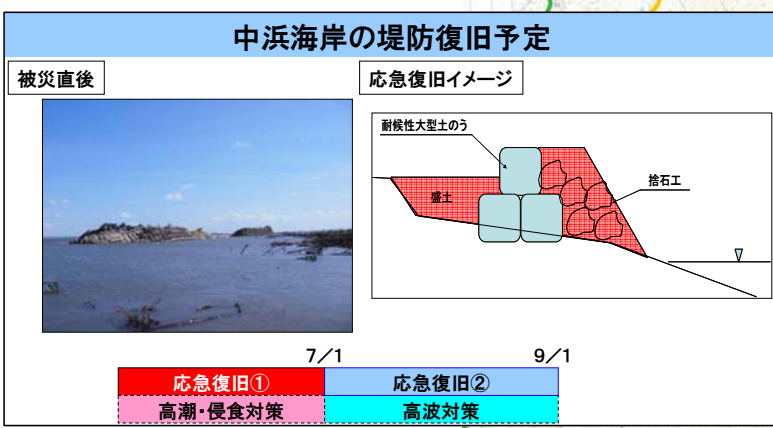 中浜海岸の堤防復旧予定
被災直後
応急復旧イメージ
耐候性大型土のう
盛土
捨石工
7/1
9/1
応急復旧①
応急復旧②
高潮・侵食対策
高波対策